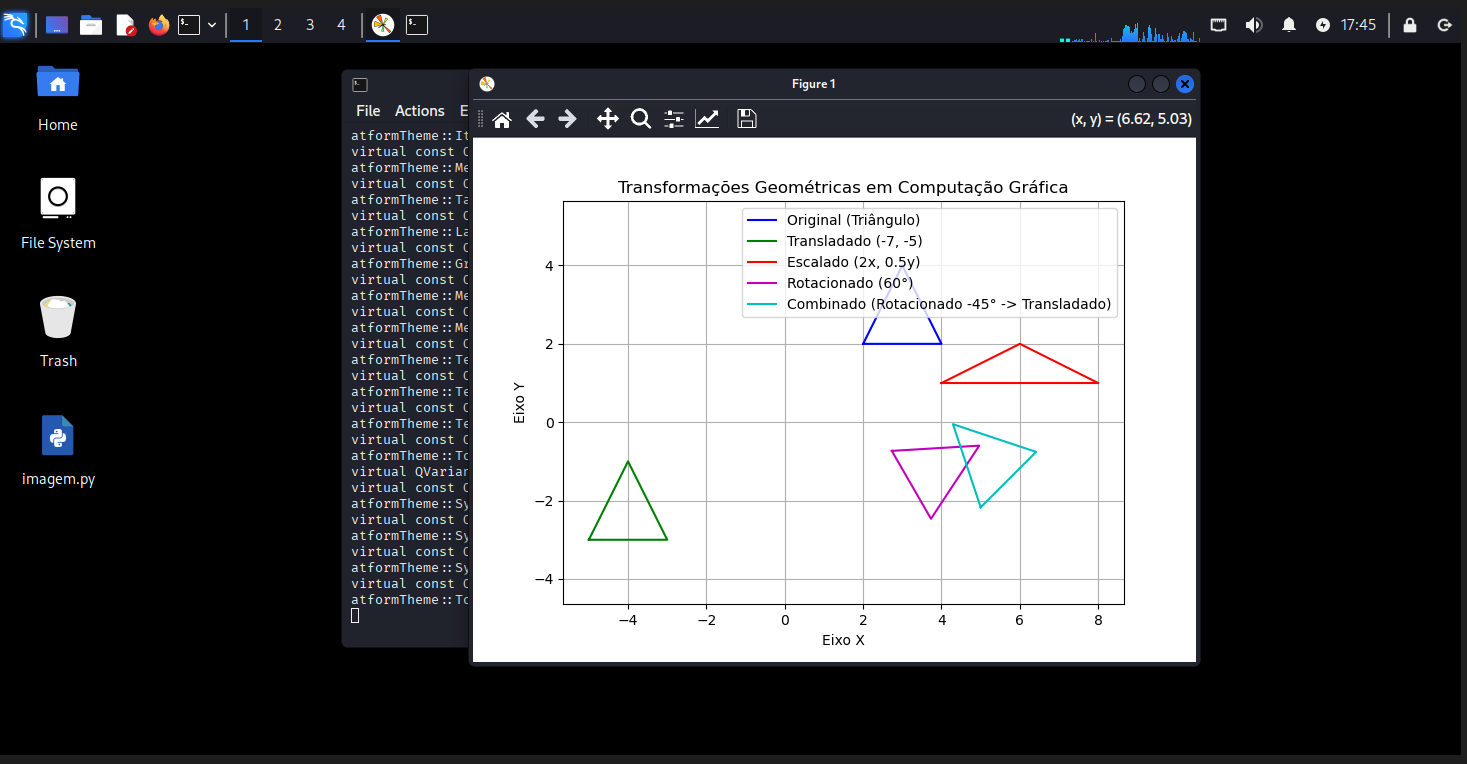 1 2 3 4
17:45
Home
File System
Trash
imagem.py
File Actions E
atformTheme::It
virtual const Q
atformTheme::Me
virtual const Q
atformTheme::Ta
virtual const Q
atformTheme::La
virtual const Q
atformTheme::Gr
virtual const Q
atformTheme::Me
virtual const Q
atformTheme::Me
virtual const Q
atformTheme::Te
virtual const Q
atformTheme::Te
virtual const Q
atformTheme::Te
virtual const Q
atformTheme::To
virtual QVarian
virtual const Q
atformTheme::Sy
virtual const Q
atformTheme::Sy
virtual const Q
atformTheme::Sy
virtual const Q
atformTheme::To
Figure 1
(x, y) = (6.62, 5.03)
Transformações Geométricas em Computação Gráfica
Original (Triângulo)
Transladado (-7, -5)
Escalado (2x, 0.5y)
Rotacionado (60°)
Combinado (Rotacionado -45° -> Transladado)
Eixo Y
4
2
0
−2
−4
−4 −2 0 2 4 6 8
Eixo X